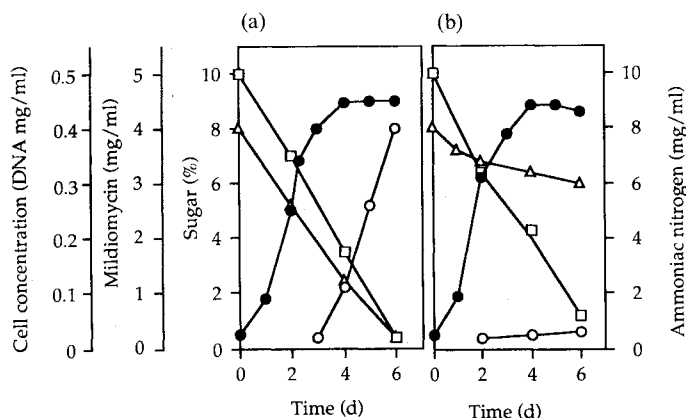 (a) (b)
Cell concentration (DNA mg/ml)
0.5
0.4
0.3
0.2
0.1
0
Mildiomycin (mg/ml)
5
4
3
2
1
0
Sugar (%)
10
8
6
4
2
0
0 2 4 6
Time (d)
0 2 4 6
Time (d)
10
8
6
4
2
0
Ammoniac nitrogen (mg/ml)